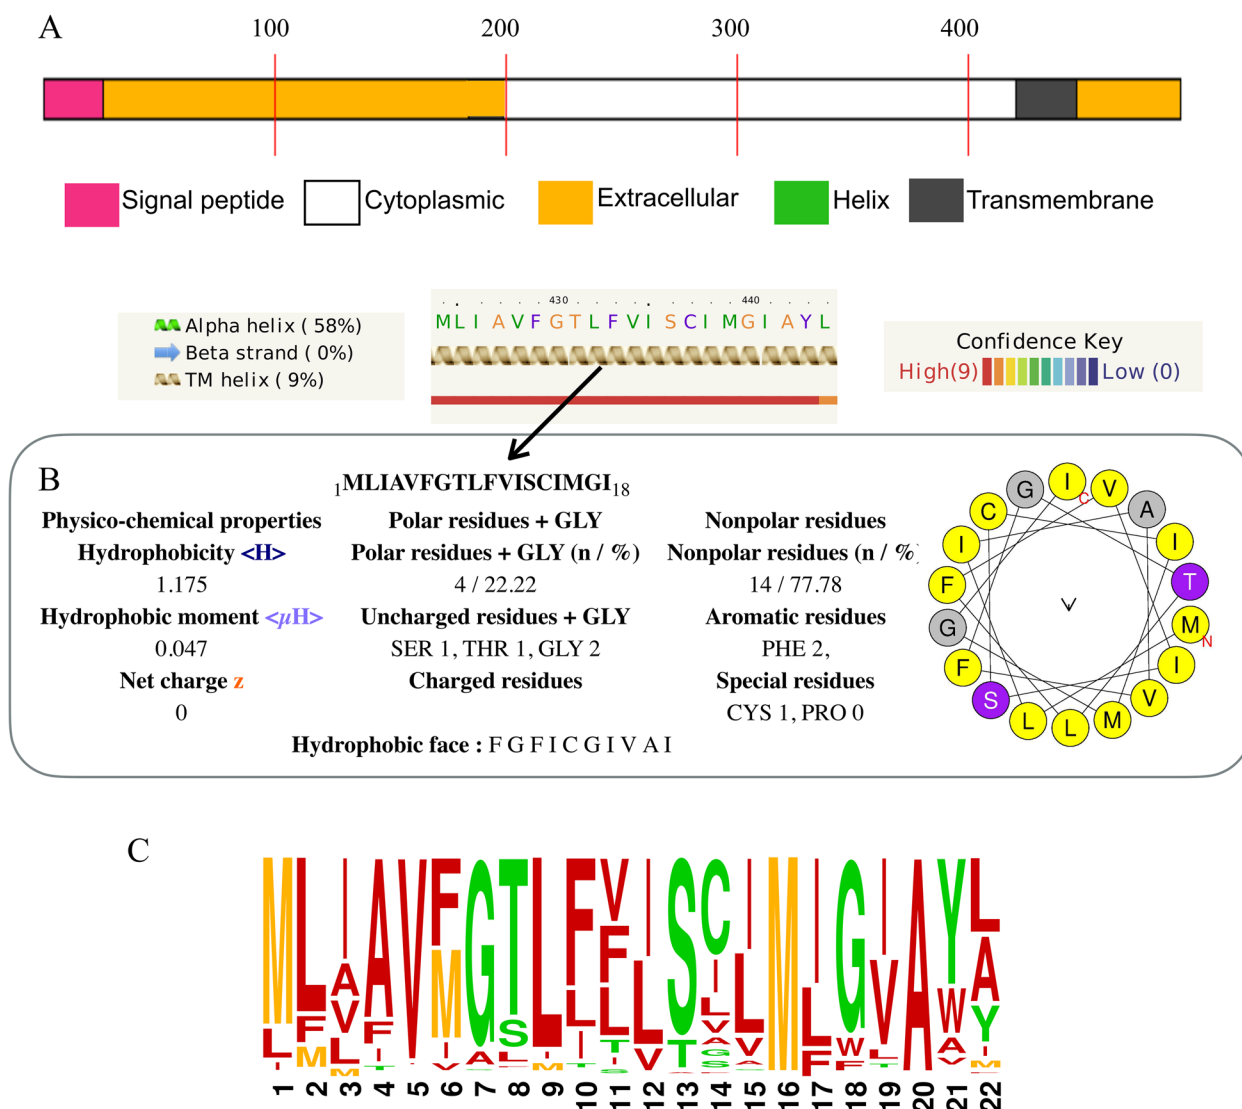 A
100 200 300 400
Signal peptide Cytoplasmic Extracellular Helix Transmembrane
430 440
M L I A V F G T L F V I S C I M G I A Y L
Alpha helix ( 58%)
Beta strand ( 0%)
TM helix ( 9%)
Confidence Key
High(9) Low (0)
B
1MLIAVFGTLFVISCIMGI18
Physico-chemical properties Polar residues + GLY Nonpolar residues
Hydrophobicity <H> Polar residues + GLY (n / %) Nonpolar residues (n / %)
1.175 4 / 22.22 14 / 77.78
Hydrophobic moment <μH> Uncharged residues + GLY Aromatic residues
0.047 SER 1, THR 1, GLY 2 PHE 2,
Net charge z Charged residues Special residues
0 CYS 1, PRO 0
Hydrophobic face : F G F I C G I V A I
I V A I T M I V M L L S F G F I C G
C
N
C
M L I A V F G T L F V I S C I M I G I A Y L
L F A F M A S L I F L T I L L W V W A
M V I I L I M I L V L V V F L A Y
L T V T A A V I
M G M
S
1 2 3 4 5 6 7 8 9 10 11 12 13 14 15 16 17 18 19 20 21 22